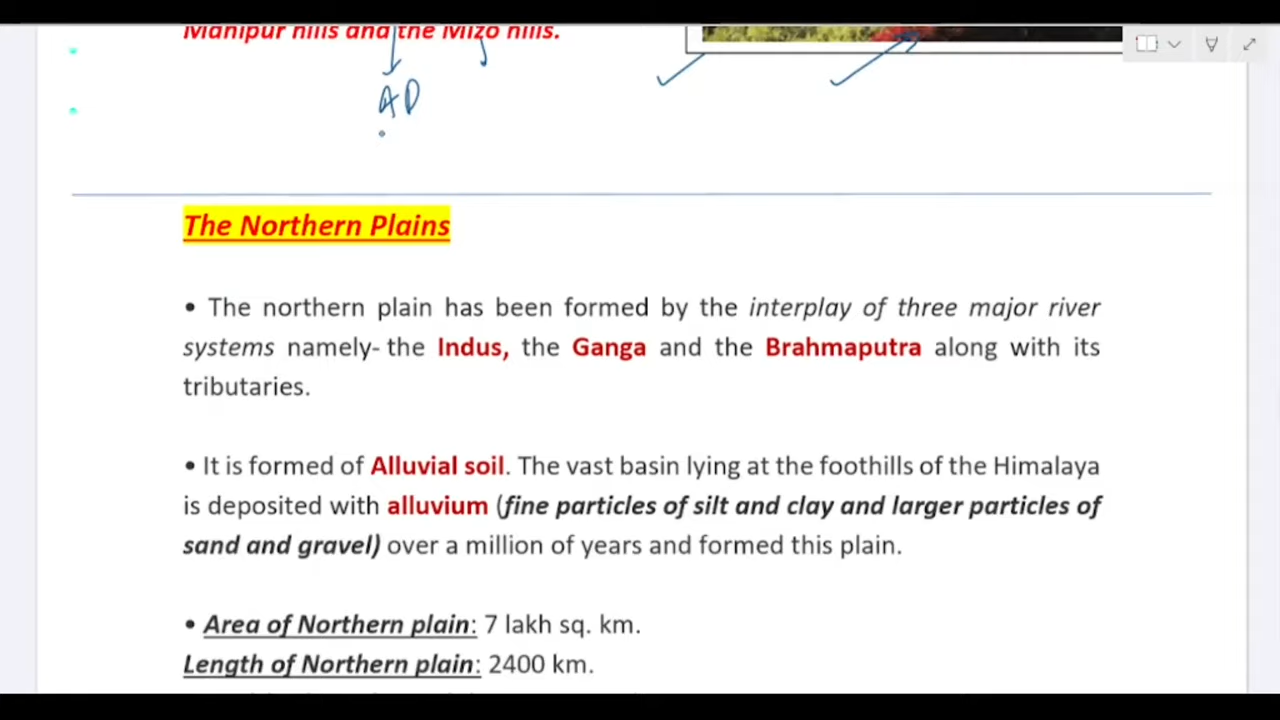 Manipur hills and the Mizo hills.
AD
The Northern Plains
• The northern plain has been formed by the interplay of three major river
systems namely- the Indus, the Ganga and the Brahmaputra along with its
tributaries.
• It is formed of Alluvial soil. The vast basin lying at the foothills of the Himalaya
is deposited with alluvium (fine particles of silt and clay and larger particles of
sand and gravel) over a million of years and formed this plain.
• Area of Northern plain: 7 lakh sq. km.
Length of Northern plain: 2400 km.